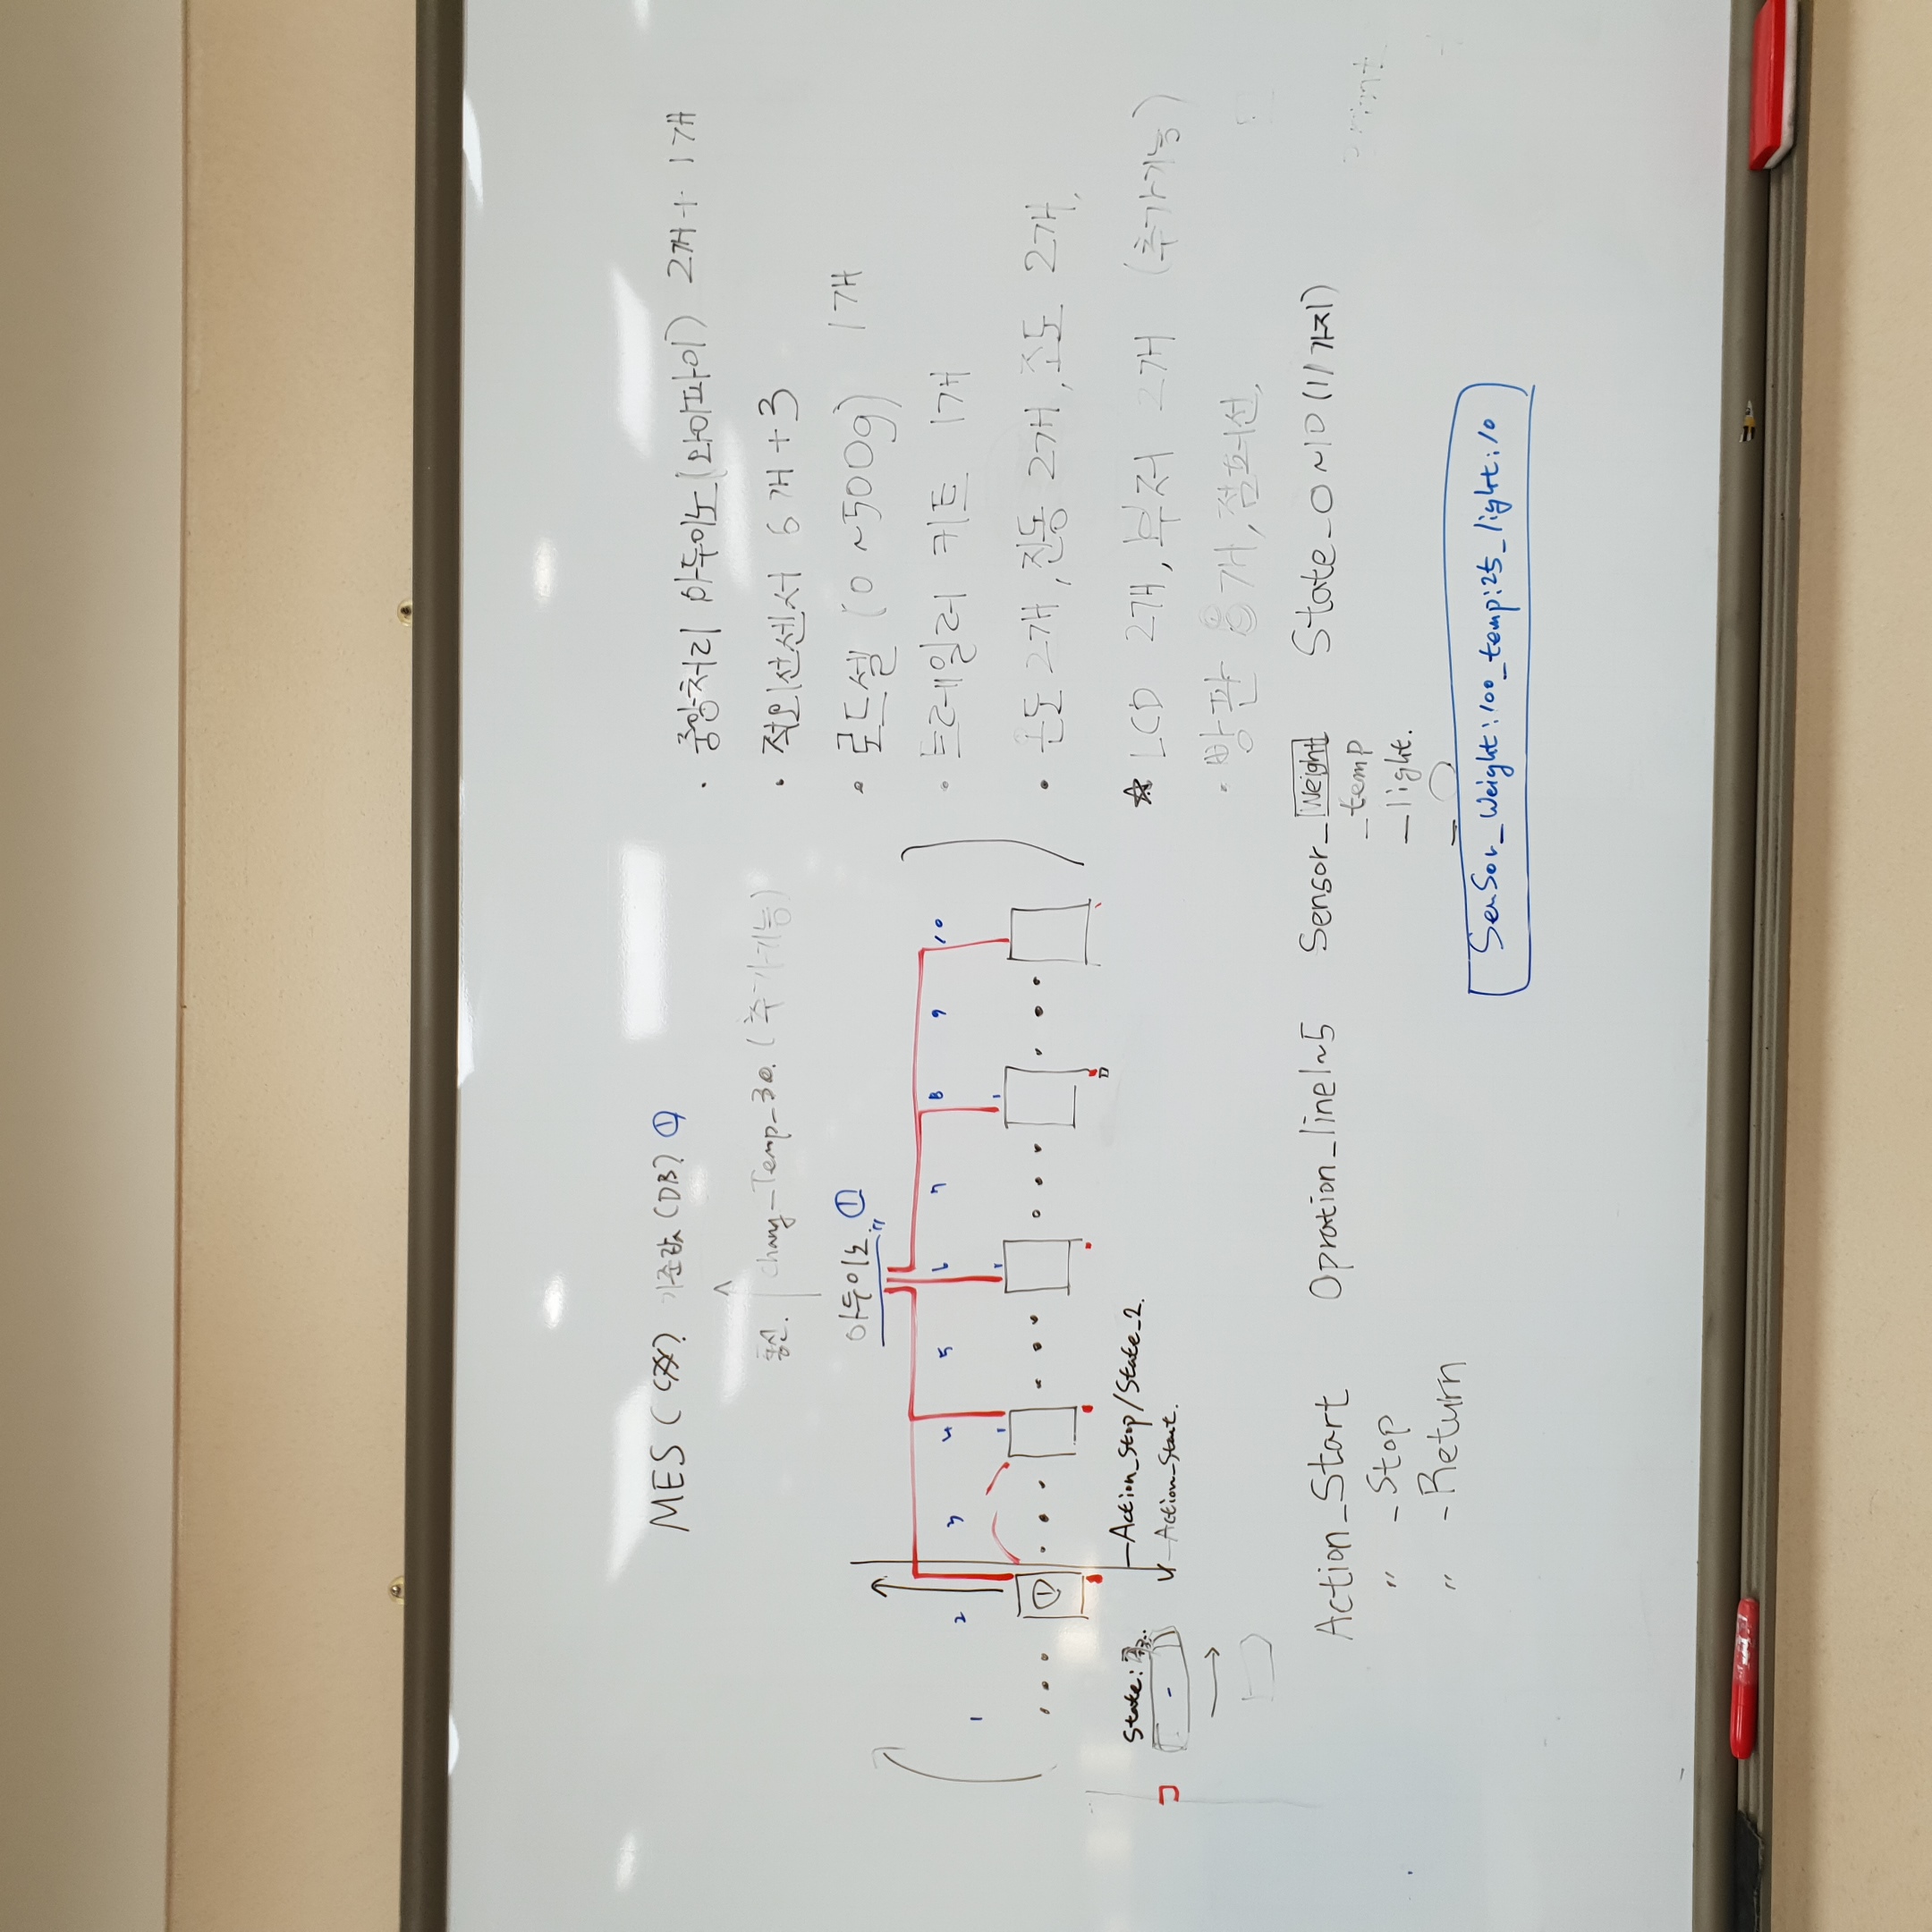 MES ( 기준값 (DB? ①
통신. Chang_Temp_30. (추가기능)
아두이노 ①
1 2 3 4 5 6 7 8 9 10
①
State:
Action_Stop/State_2.
Action_Start.
· 중앙처리 아두이노(와이파이) 2개 + 1개
· 적외선센서 6개 + 3
· 로드셀 (0 ~500g) 1개
· 트레일러 키트 1개
· 온도 2개, 진동 2개, 조도 2개,
☆ LCD 2개, 부저 2개 (추가기능)
· 빵판 8개, 점퍼선,
Action_Start Opration_line1~5 Sensor_Weight State_0~10 (11가지)
_temp
〃 _Stop
_light.
〃 -Return
_ ○
Sensor_Weight:100_temp:25_light:10